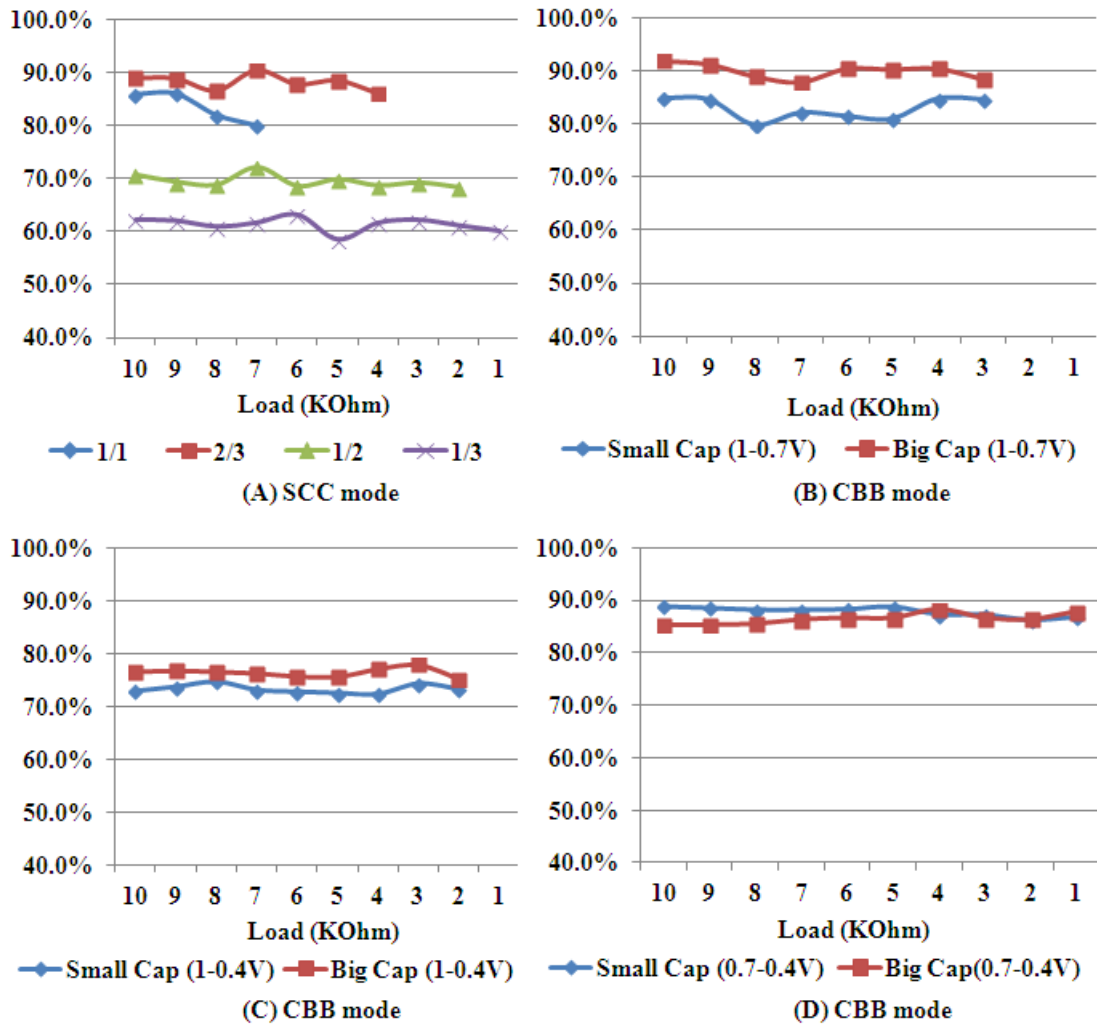 100.0%
90.0%
80.0%
70.0%
60.0%
50.0%
40.0%
10 9 8 7 6 5 4 3 2 1
Load (KOhm)
1/1 2/3 1/2 1/3
(A) SCC mode
100.0%
90.0%
80.0%
70.0%
60.0%
50.0%
40.0%
10 9 8 7 6 5 4 3 2 1
Load (KOhm)
Small Cap (1-0.7V) Big Cap (1-0.7V)
(B) CBB mode
100.0%
90.0%
80.0%
70.0%
60.0%
50.0%
40.0%
10 9 8 7 6 5 4 3 2 1
Load (KOhm)
Small Cap (1-0.4V) Big Cap (1-0.4V)
(C) CBB mode
100.0%
90.0%
80.0%
70.0%
60.0%
50.0%
40.0%
10 9 8 7 6 5 4 3 2 1
Load (KOhm)
Small Cap (0.7-0.4V) Big Cap(0.7-0.4V)
(D) CBB mode